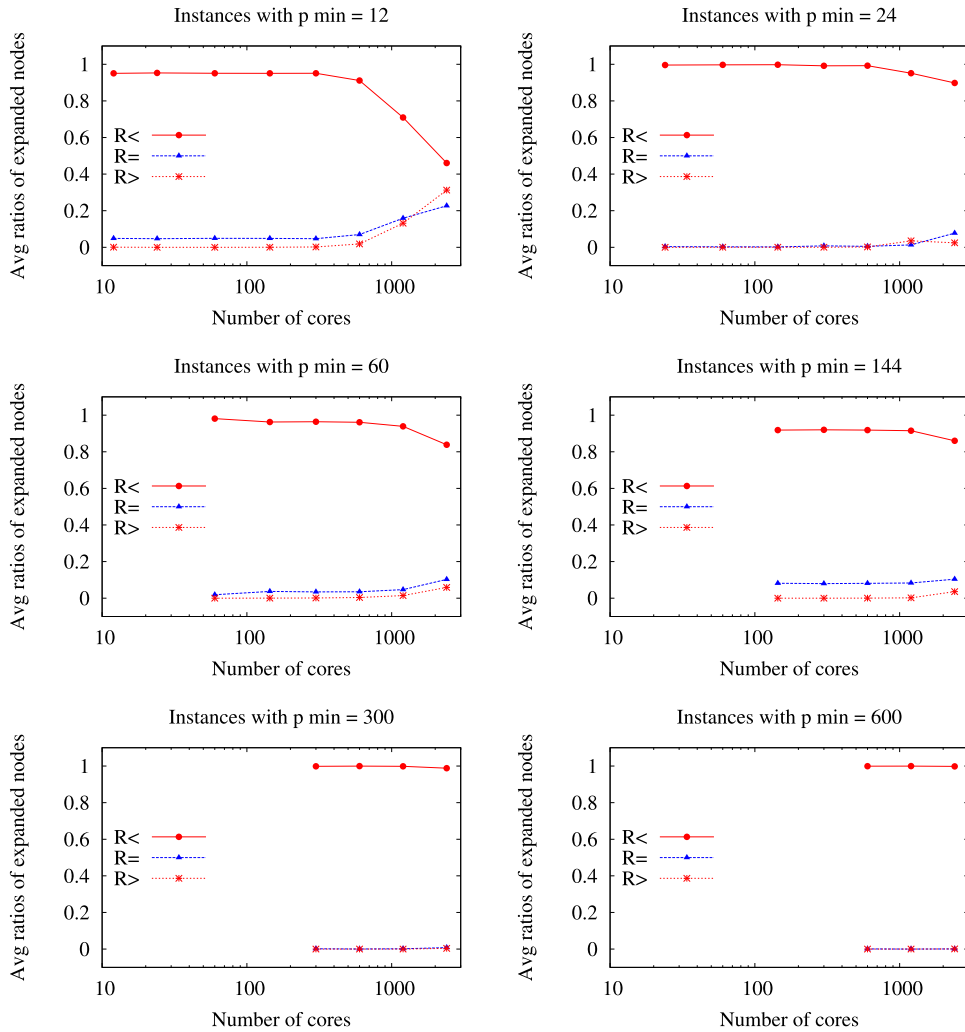 Instances with p min = 12
Avg ratios of expanded nodes
1
0.8
0.6
0.4
0.2
0
R<
R=
R>
10 100 1000
Number of cores
Instances with p min = 24
Avg ratios of expanded nodes
1
0.8
0.6
0.4
0.2
0
R<
R=
R>
10 100 1000
Number of cores
Instances with p min = 60
Avg ratios of expanded nodes
1
0.8
0.6
0.4
0.2
0
R<
R=
R>
10 100 1000
Number of cores
Instances with p min = 144
Avg ratios of expanded nodes
1
0.8
0.6
0.4
0.2
0
R<
R=
R>
10 100 1000
Number of cores
Instances with p min = 300
Avg ratios of expanded nodes
1
0.8
0.6
0.4
0.2
0
R<
R=
R>
10 100 1000
Number of cores
Instances with p min = 600
Avg ratios of expanded nodes
1
0.8
0.6
0.4
0.2
0
R<
R=
R>
10 100 1000
Number of cores